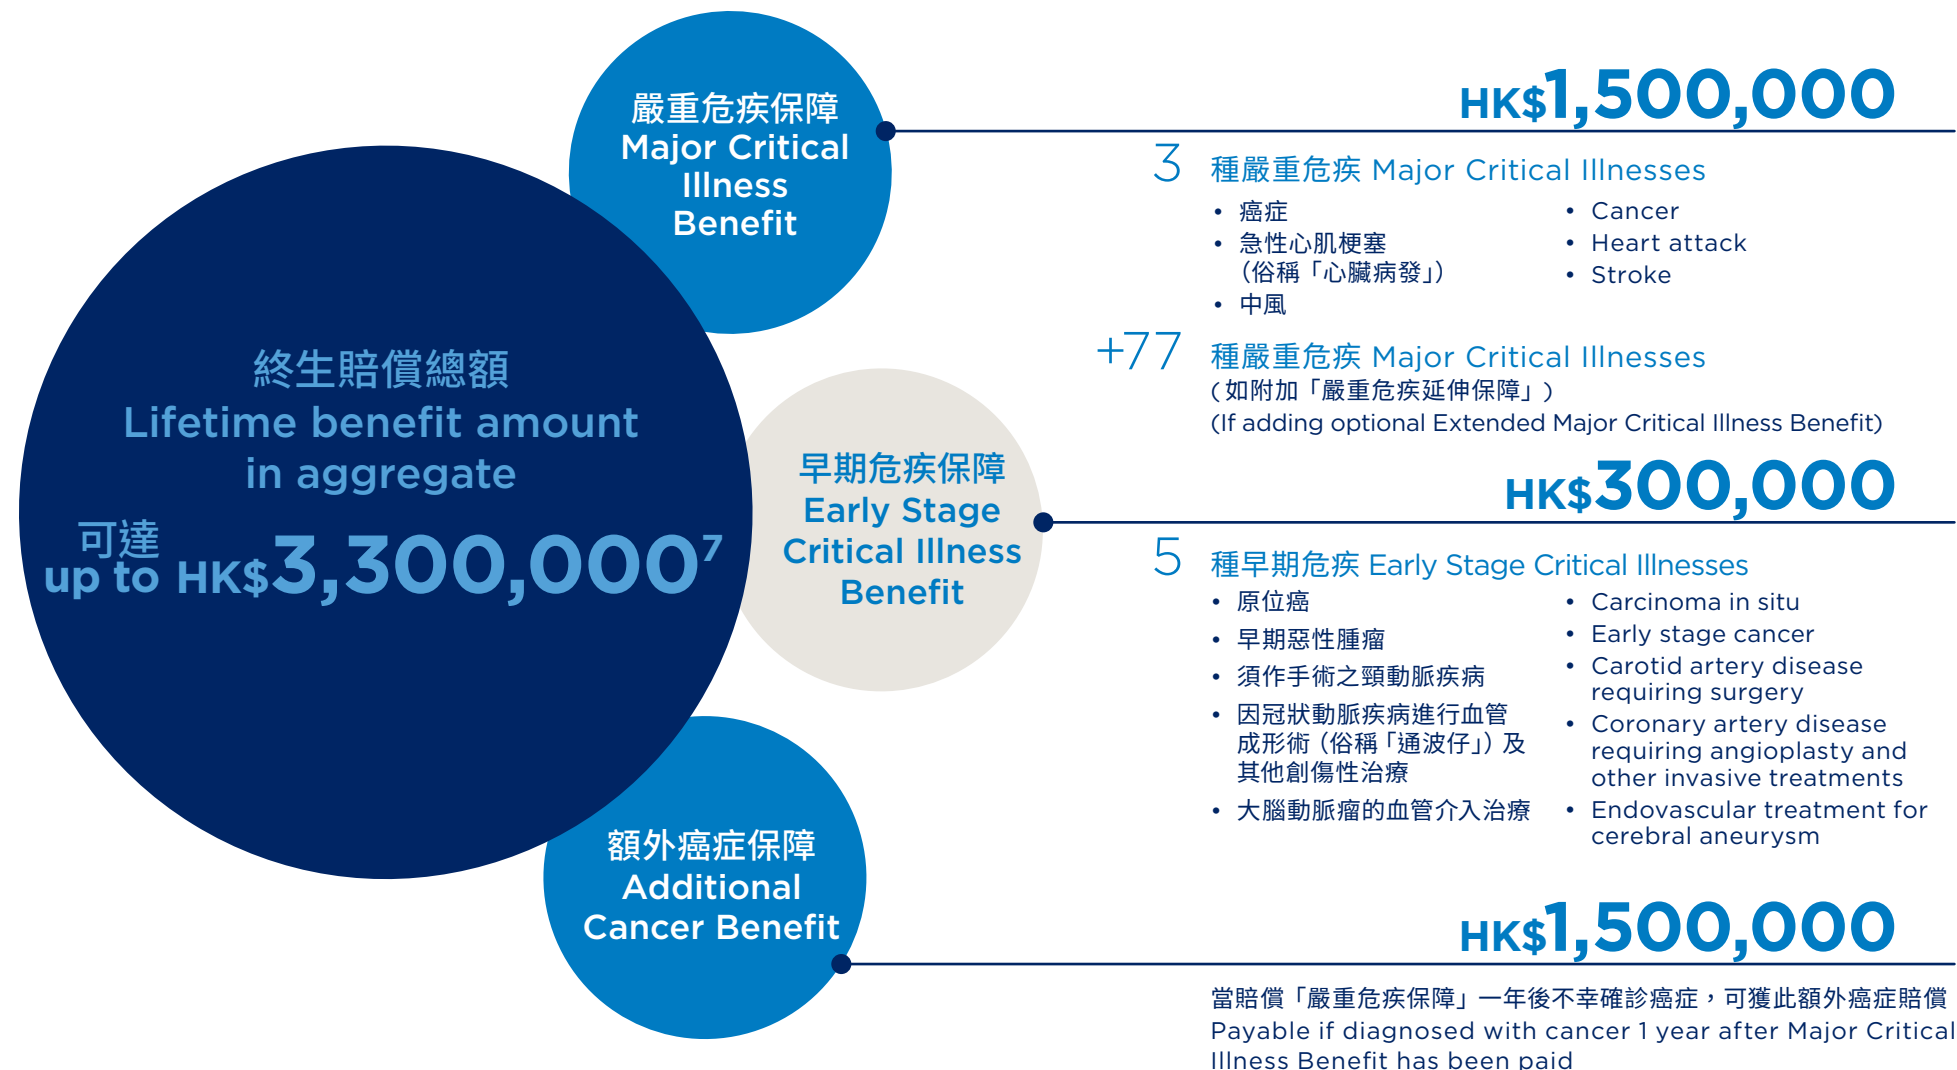 嚴重危疾保障
Major Critical
Illness
Benefit
HK$1,500,000
3 種嚴重危疾 Major Critical Illnesses
• 癌症
• 急性心肌梗塞
（俗稱「心臟病發」）
• 中風
• Cancer
• Heart attack
• Stroke
+77 種嚴重危疾 Major Critical Illnesses
(如附加「嚴重危疾延伸保障」)
(If adding optional Extended Major Critical Illness Benefit)
終生賠償總額
Lifetime benefit amount
in aggregate
可達
up to HK$3,300,000⁷
早期危疾保障
Early Stage
Critical Illness
Benefit
HK$300,000
5 種早期危疾 Early Stage Critical Illnesses
• 原位癌
• 早期惡性腫瘤
• 須作手術之頸動脈疾病
• 因冠狀動脈疾病進行血管
成形術（俗稱「通波仔」）及
其他創傷性治療
• 大腦動脈瘤的血管介入治療
• Carcinoma in situ
• Early stage cancer
• Carotid artery disease
requiring surgery
• Coronary artery disease
requiring angioplasty and
other invasive treatments
• Endovascular treatment for
cerebral aneurysm
額外癌症保障
Additional
Cancer Benefit
HK$1,500,000
當賠償「嚴重危疾保障」一年後不幸確診癌症，可獲此額外癌症賠償
Payable if diagnosed with cancer 1 year after Major Critical
Illness Benefit has been paid